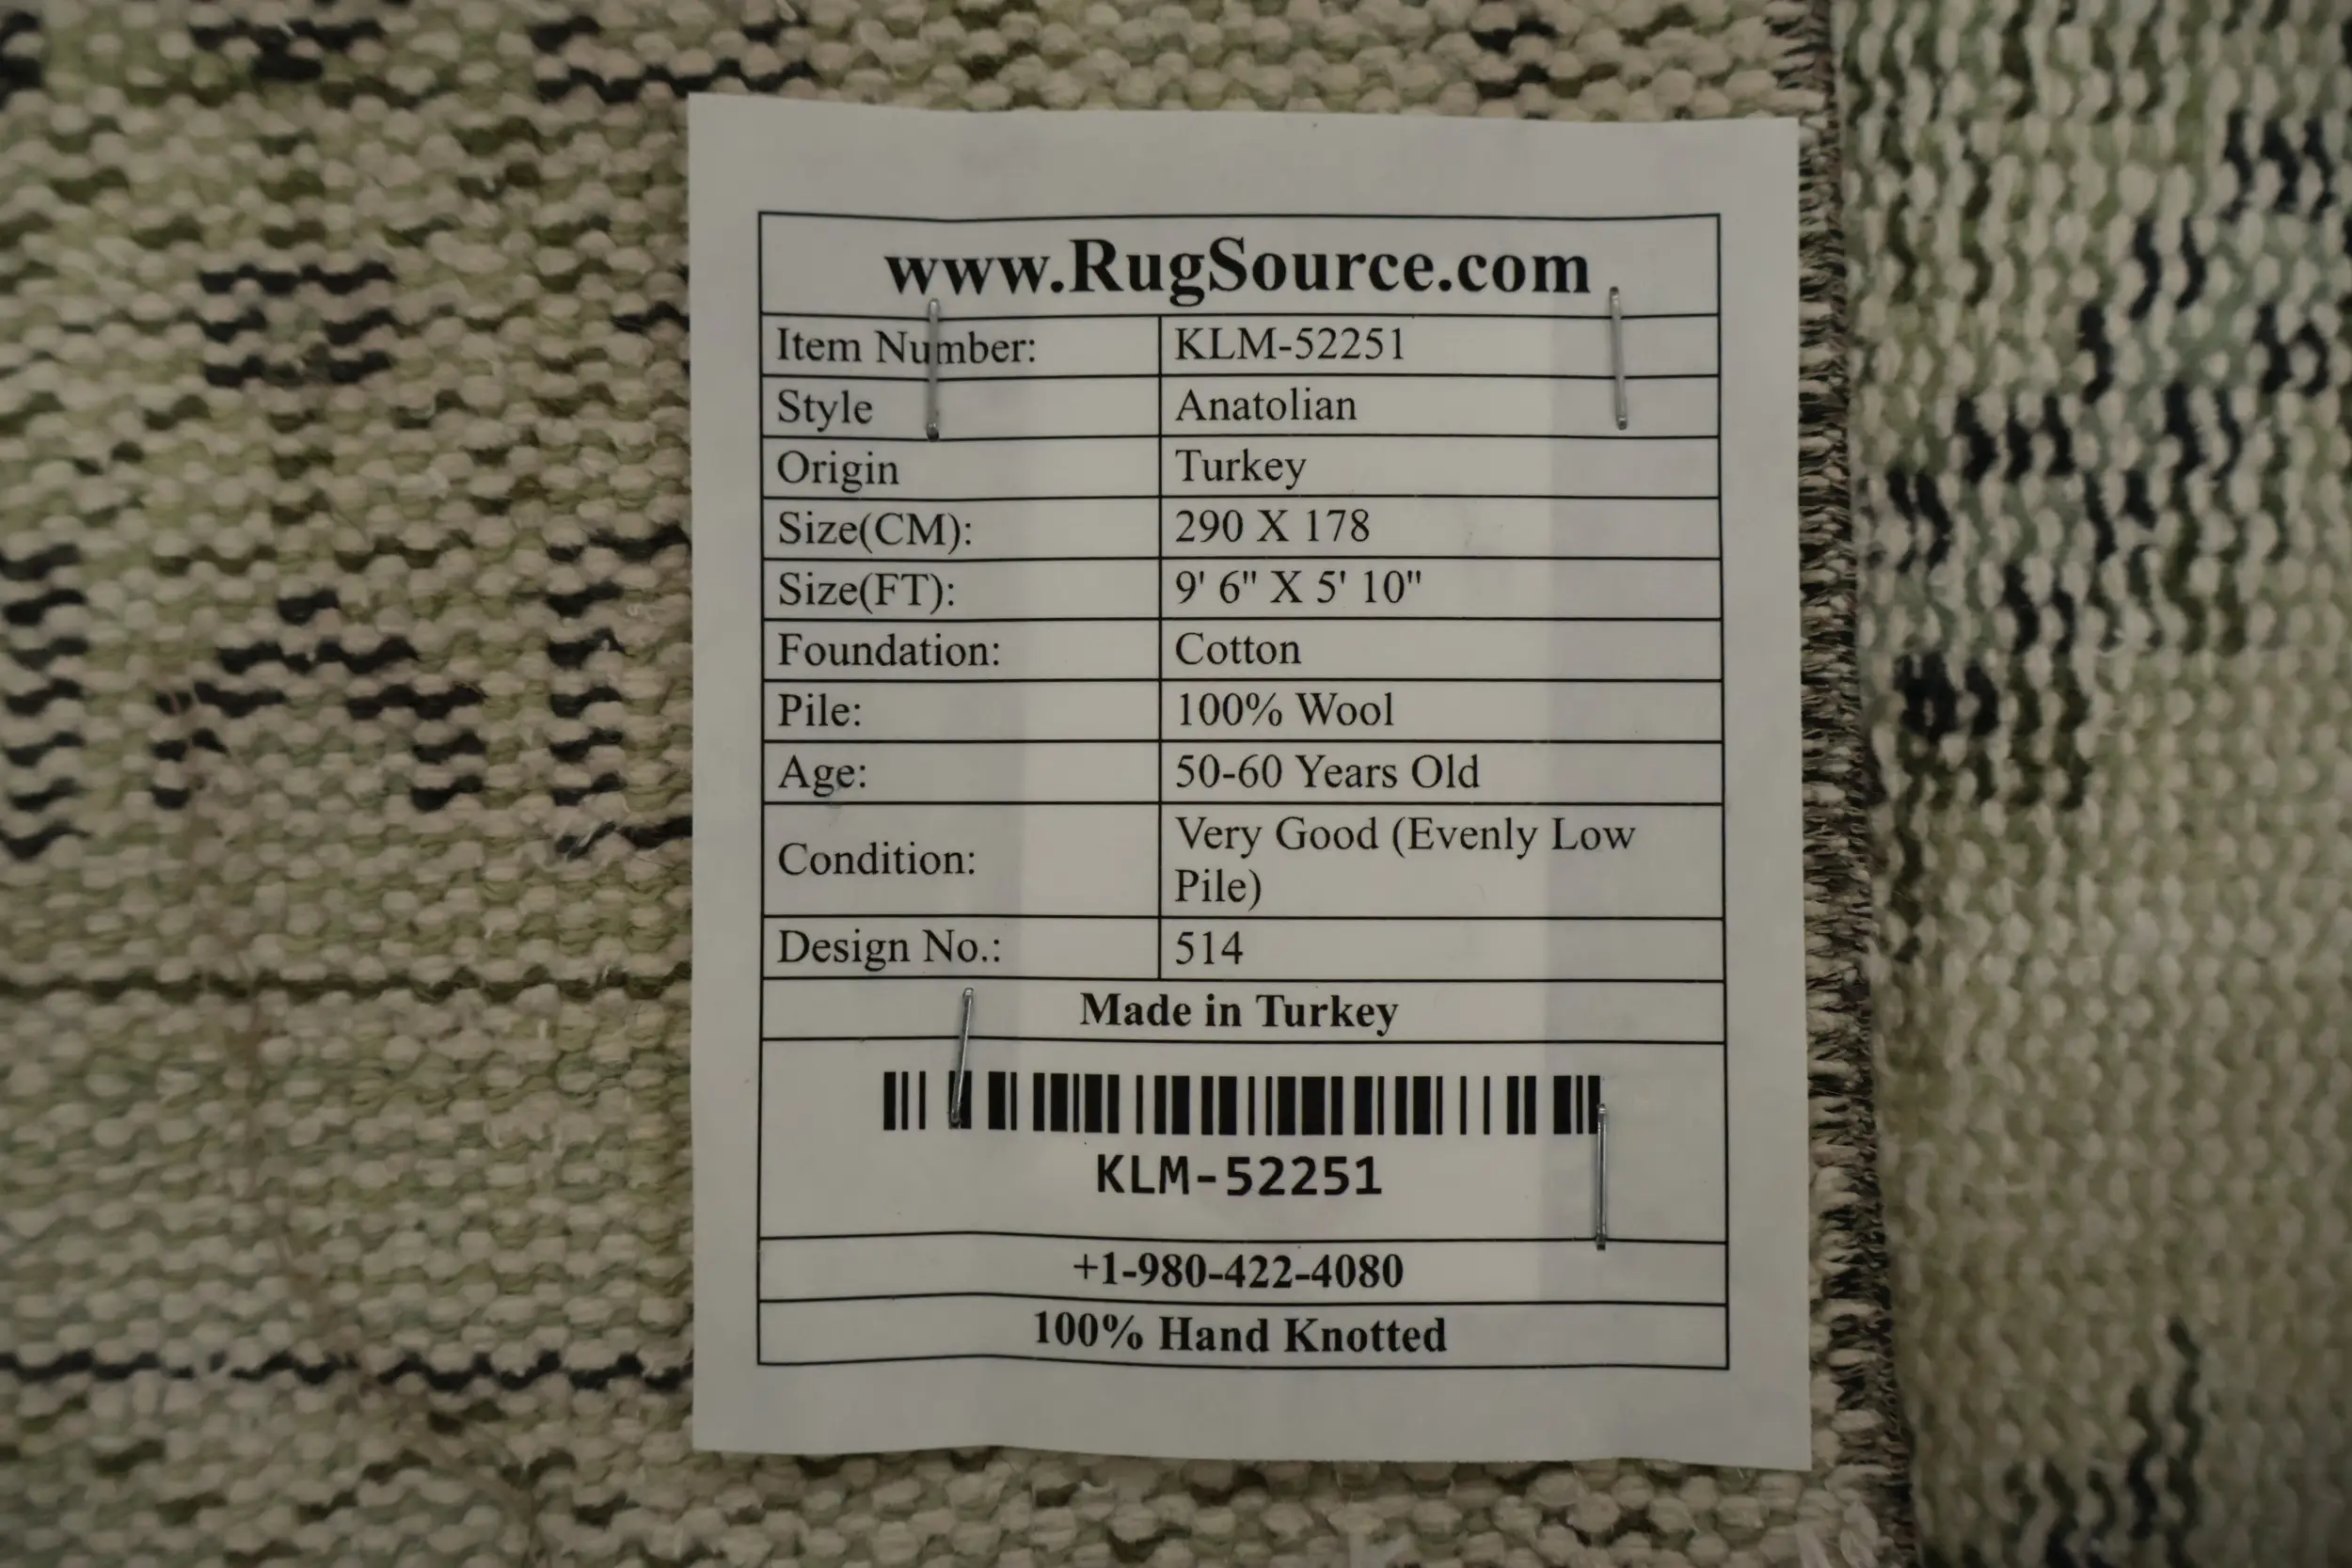 www.RugSource.com
Item Number: KLM-52251
Style Anatolian
Origin Turkey
Size(CM): 290 X 178
Size(FT): 9' 6" X 5' 10"
Foundation: Cotton
Pile: 100% Wool
Age: 50-60 Years Old
Condition: Very Good (Evenly Low
Pile)
Design No.: 514
Made in Turkey
KLM-52251
+1-980-422-4080
100% Hand Knotted